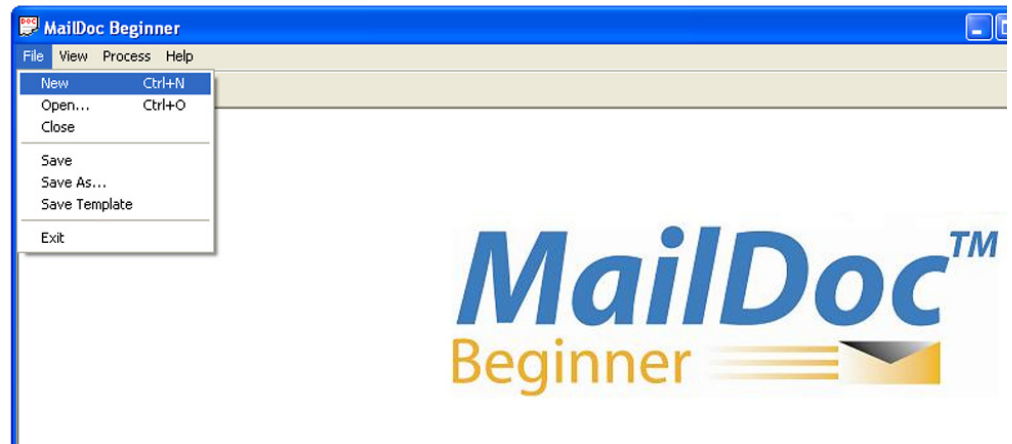 MailDoc Beginner
File View Process Help
New Ctrl+N
Open... Ctrl+O
Close
Save
Save As...
Save Template
Exit
MailDoc™
Beginner